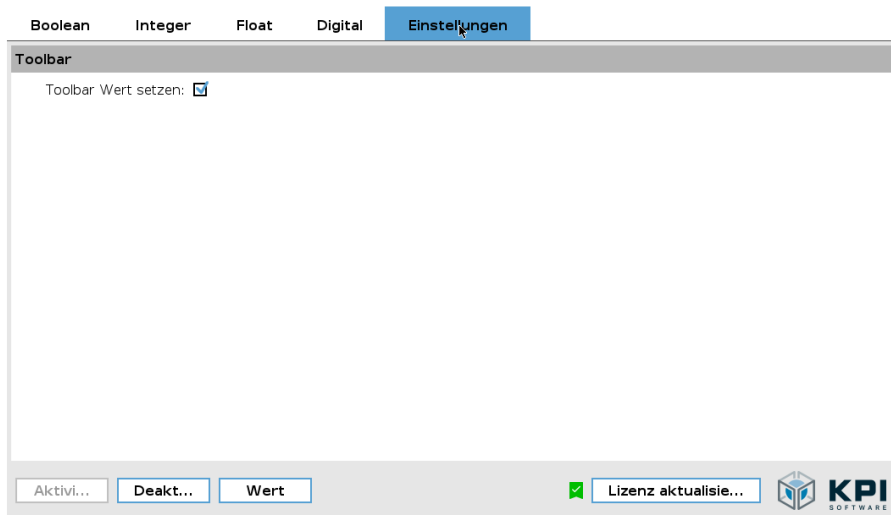 Boolean Integer Float Digital Einstellungen
Toolbar
Toolbar Wert setzen:
Aktivi... Deakt... Wert Lizenz aktualisie... KPI
SOFTWARE